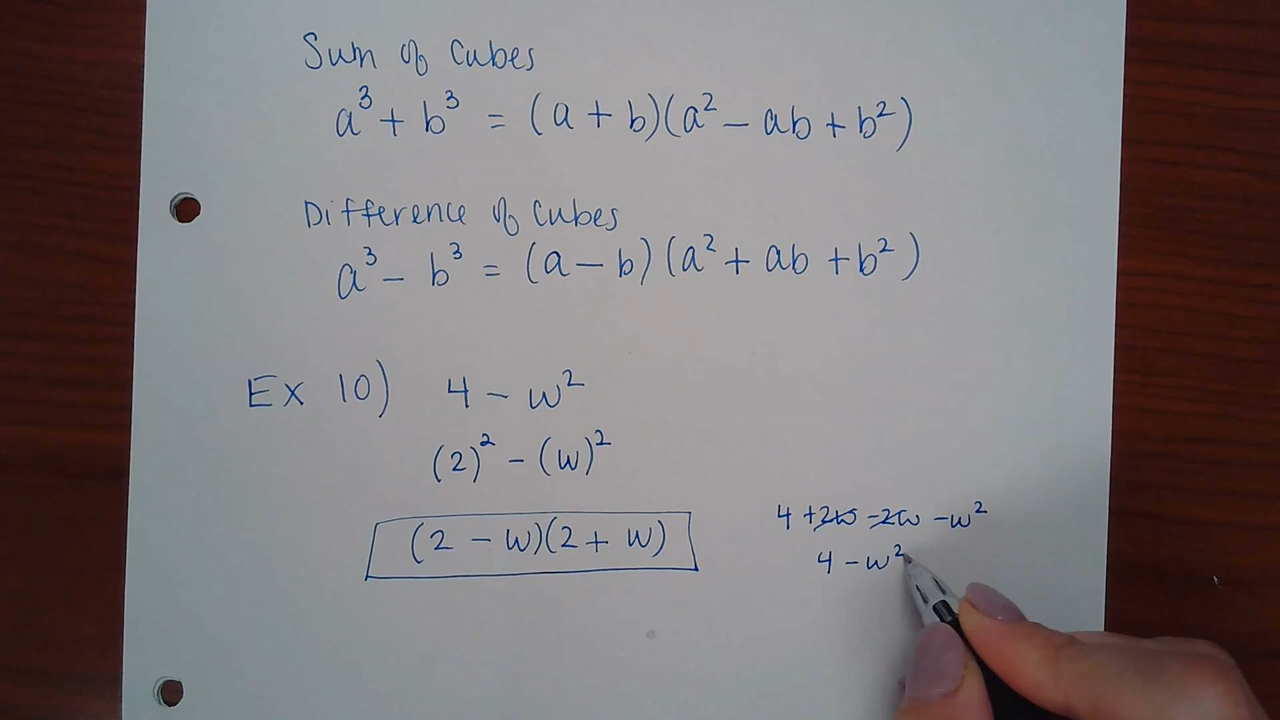 Sum of Cubes
a³ + b³ = (a + b)(a² - ab + b²)
Difference of Cubes
a³ - b³ = (a - b)(a² + ab + b²)
Ex 10) 4 - w²
(2)² - (w)²
(2 - w)(2 + w)
4 + 2w - 2w - w²
4 - w²